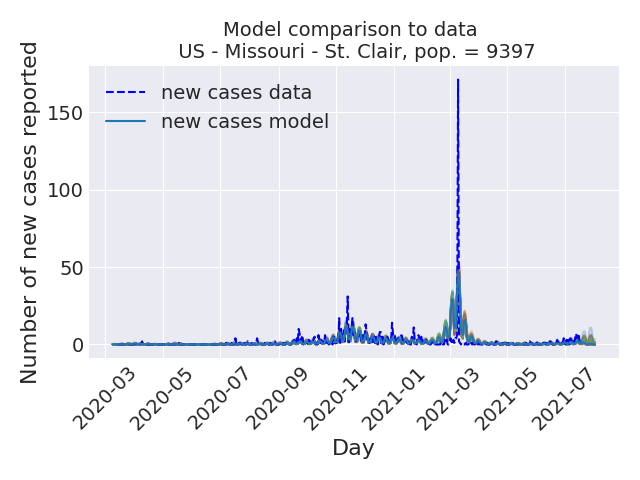 Model comparison to data
US - Missouri - St. Clair, pop. = 9397
new cases data
new cases model
Number of new cases reported
150
100
50
0
2020-03
2020-05
2020-07
2020-09
2020-11
2021-01
2021-03
2021-05
2021-07
Day